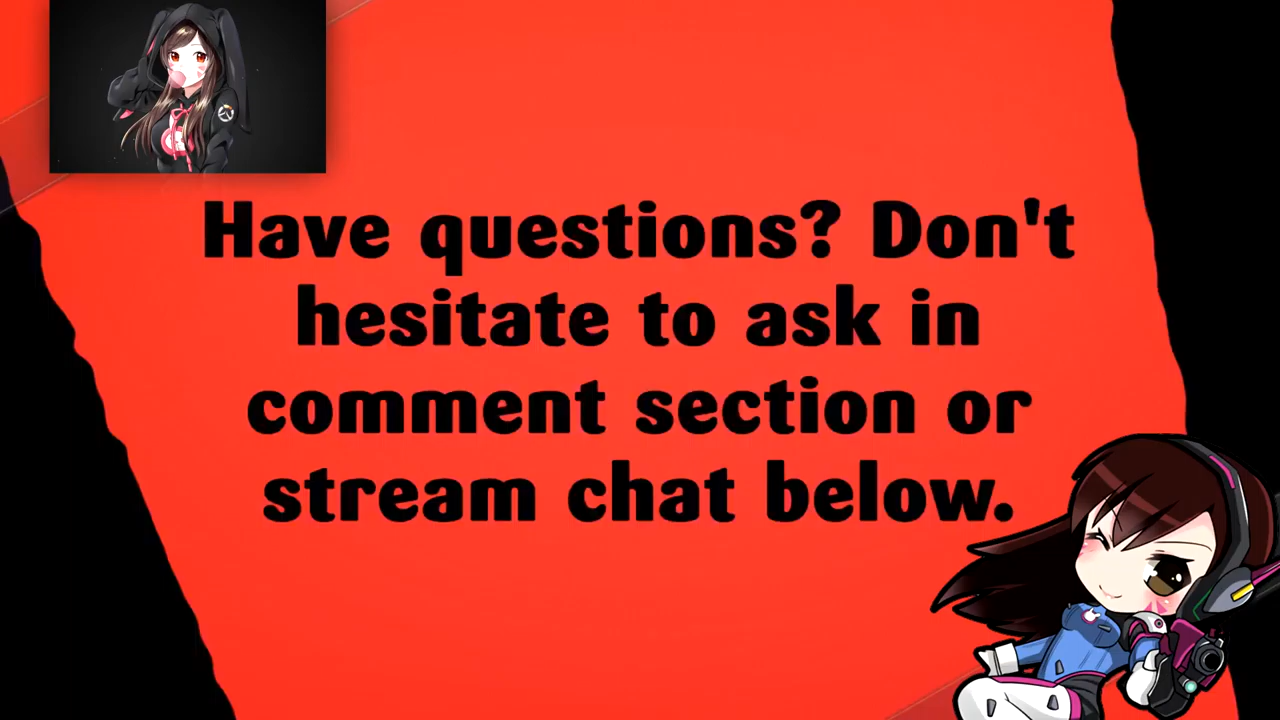 Have questions? Don't
hesitate to ask in
comment section or
stream chat below.